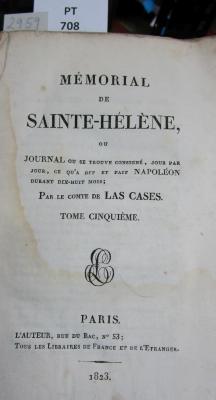 2959
PT
708
MÉMORIAL
DE
SAINTE-HÉLÈNE,
OU
JOURNAL OU SE TROUVE CONSIGNÉ, JOUR PAR
JOUR, CE QU'A DIT ET FAIT NAPOLÉON
DURANT DIX-HUIT MOIS;
PAR LE COMTE DE LAS CASES.
TOME CINQUIÈME.
PARIS.
L'AUTEUR, RUE DU BAC, Nº 53;
TOUS LES LIBRAIRES DE FRANCE ET DE L'ÉTRANGER.
1823.